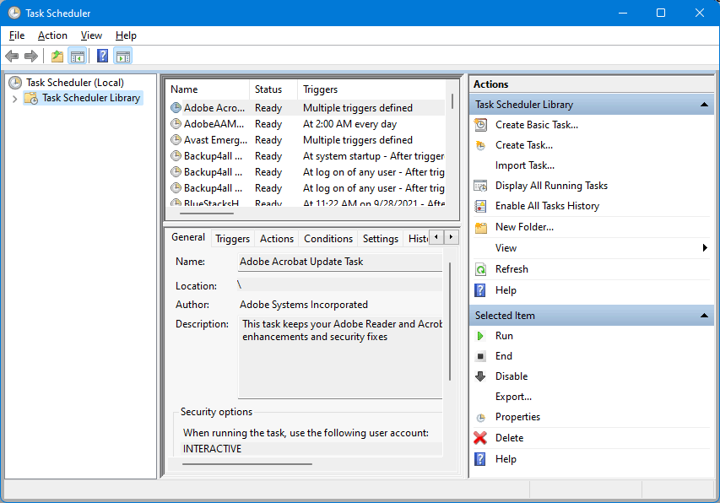 Task Scheduler
File Action View Help
Task Scheduler (Local)
Task Scheduler Library
Name Status Triggers
Adobe Acro... Ready Multiple triggers defined
AdobeAAM... Ready At 2:00 AM every day
Avast Emerg... Ready Multiple triggers defined
Backup4all ... Ready At system startup - After trigger
Backup4all ... Ready At log on of any user - After trig
Backup4all ... Ready At log on of any user - After trig
BlueStacksH Ready At 11:22 AM on 9/28/2021 - After
General Triggers Actions Conditions Settings Histo
Name: Adobe Acrobat Update Task
Location: \
Author: Adobe Systems Incorporated
Description: This task keeps your Adobe Reader and Acrob
enhancements and security fixes
Security options
When running the task, use the following user account:
INTERACTIVE
Actions
Task Scheduler Library
Create Basic Task...
Create Task...
Import Task...
Display All Running Tasks
Enable All Tasks History
New Folder...
View
Refresh
Help
Selected Item
Run
End
Disable
Export...
Properties
Delete
Help